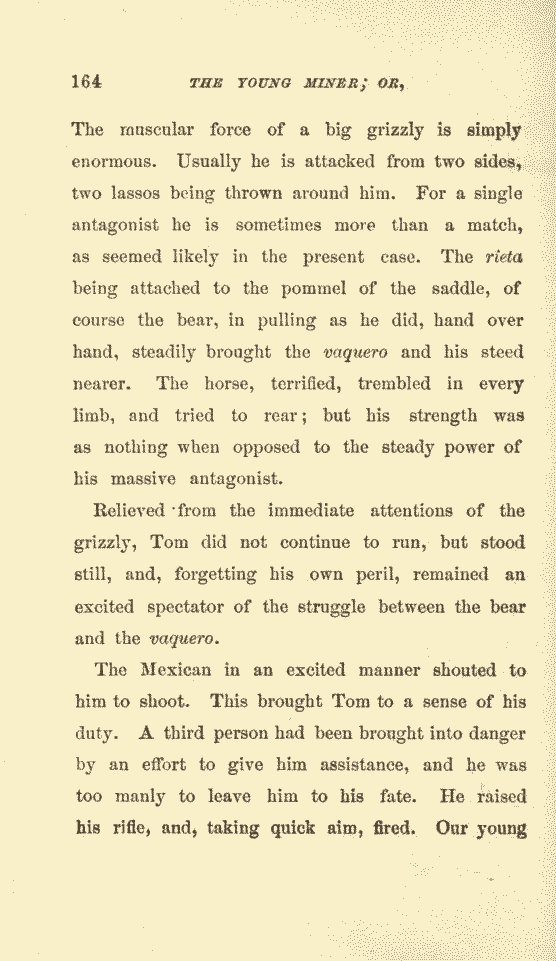 164 THE YOUNG MINER; OR,
The muscular force of a big grizzly is simply
enormous. Usually he is attacked from two sides,
two lassos being thrown around him. For a single
antagonist he is sometimes more than a match,
as seemed likely in the present case. The rieta
being attached to the pommel of the saddle, of
course the bear, in pulling as he did, hand over
hand, steadily brought the vaquero and his steed
nearer. The horse, terrified, trembled in every
limb, and tried to rear; but his strength was
as nothing when opposed to the steady power of
his massive antagonist.
Relieved from the immediate attentions of the
grizzly, Tom did not continue to run, but stood
still, and, forgetting his own peril, remained an
excited spectator of the struggle between the bear
and the vaquero.
The Mexican in an excited manner shouted to
him to shoot. This brought Tom to a sense of his
duty. A third person had been brought into danger
by an effort to give him assistance, and he was
too manly to leave him to his fate. He raised
his rifle, and, taking quick aim, fired. Our young